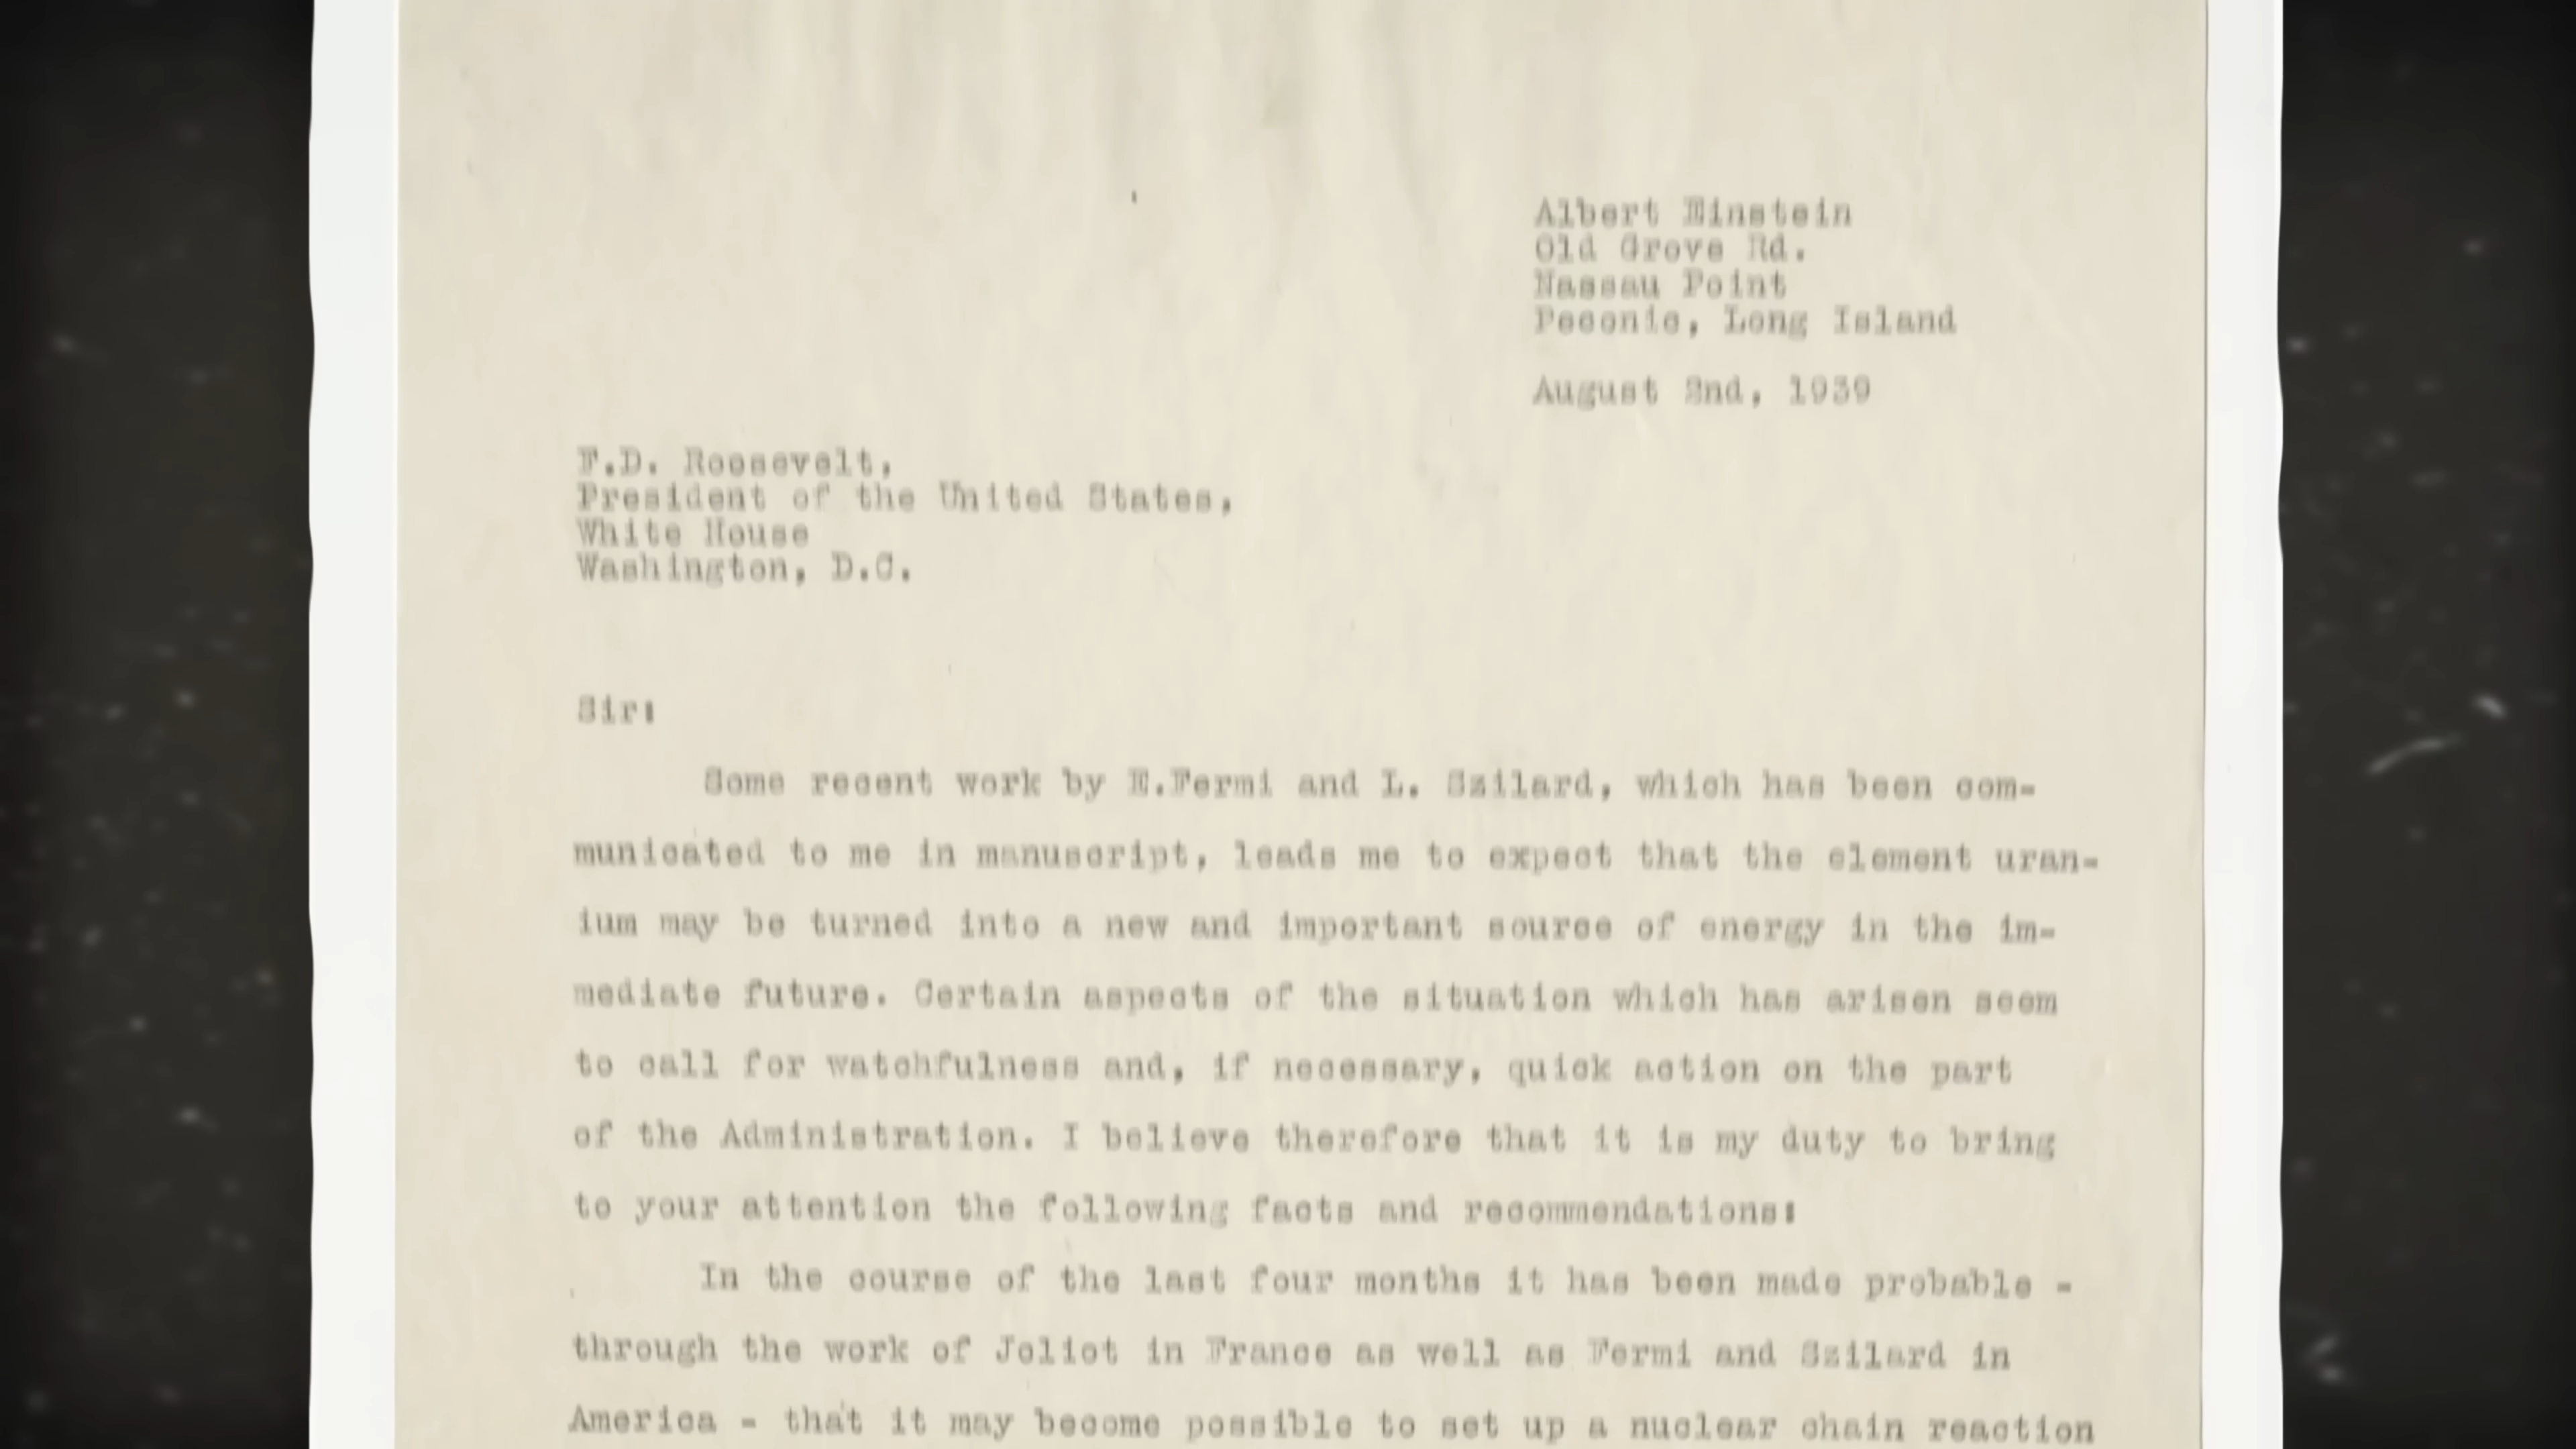 Albert Einstein
Old Grove Rd.
Nassau Point
Peconic, Long Island
August 2nd, 1939
F.D. Roosevelt,
President of the United States,
White House
Washington, D.C.
Sir:
Some recent work by E.Fermi and L. Szilard, which has been com-
municated to me in manuscript, leads me to expect that the element uran-
ium may be turned into a new and important source of energy in the im-
mediate future. Certain aspects of the situation which has arisen seem
to call for watchfulness and, if necessary, quick action on the part
of the Administration. I believe therefore that it is my duty to bring
to your attention the following facts and recommendations:
In the course of the last four months it has been made probable -
through the work of Joliot in France as well as Fermi and Szilard in
America - that it may become possible to set up a nuclear chain reaction